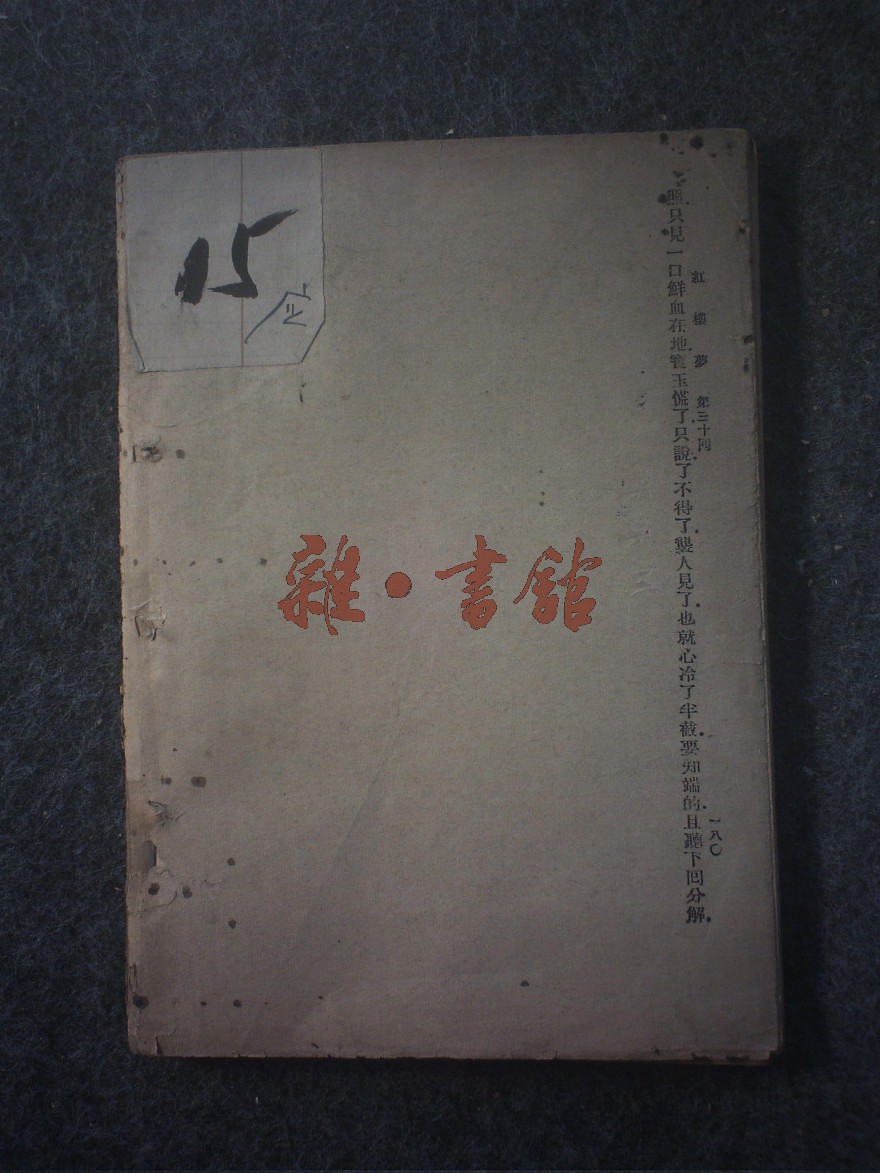 紅樓夢 第三十回
一八〇
照只見一口鮮血在地.寶玉慌了.只說了不得了.襲人見了.也就心冷了半截.要知端的.且聽下回分解.
15
雜·書館